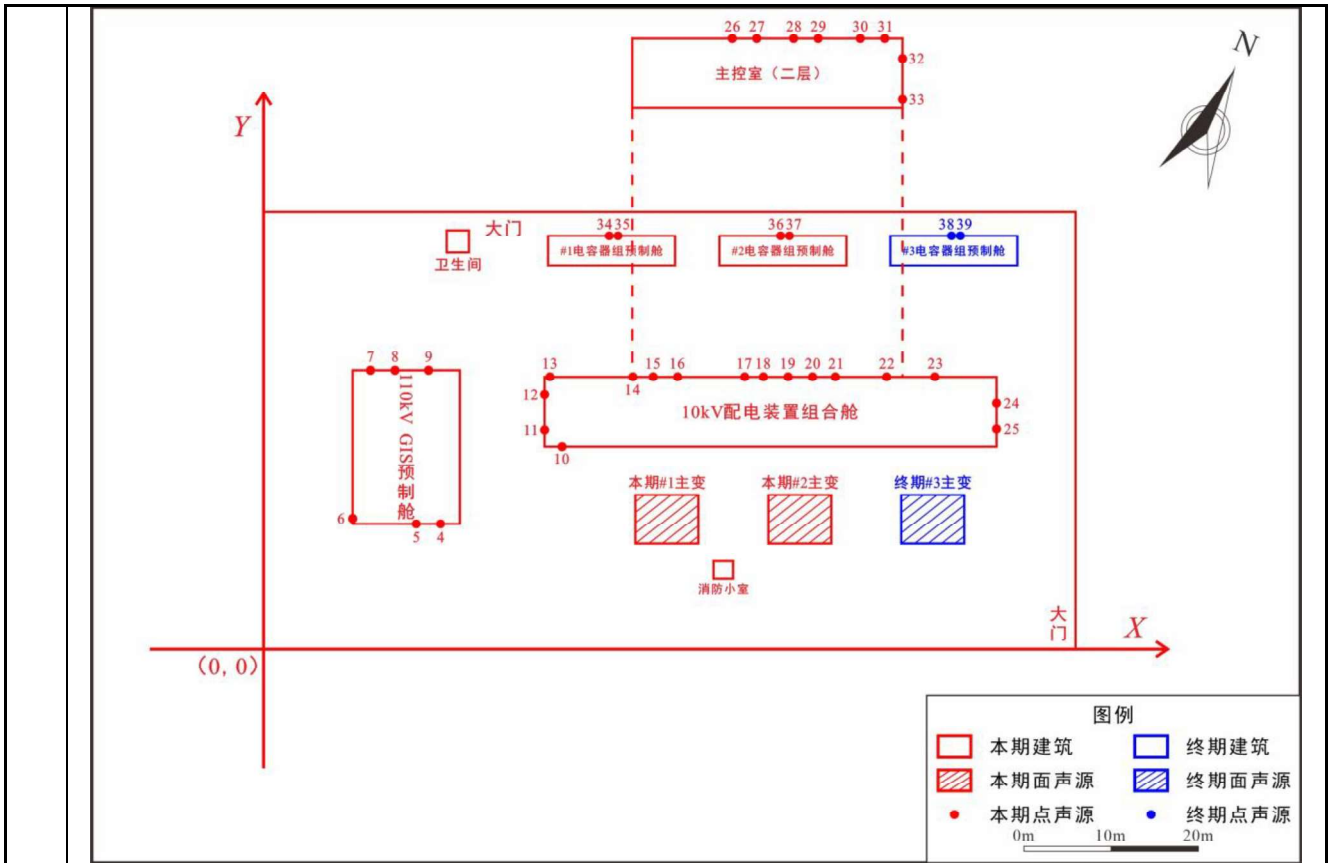 26 27 28 29 30 31
32
主控室（二层）
33
N
Y
大门
34 35 36 37 38 39
#1电容器组预制舱 #2电容器组预制舱 #3电容器组预制舱
卫生间
7 8 9
13 14 15 16 17 18 19 20 21 22 23
12
24
110kV GIS预制舱
10kV配电装置组合舱
11
25
10
本期#1主变 本期#2主变 终期#3主变
6
5 4
消防小室
大门
X
(0, 0)
图例
本期建筑 终期建筑
本期面声源 终期面声源
本期点声源 终期点声源
0m 10m 20m